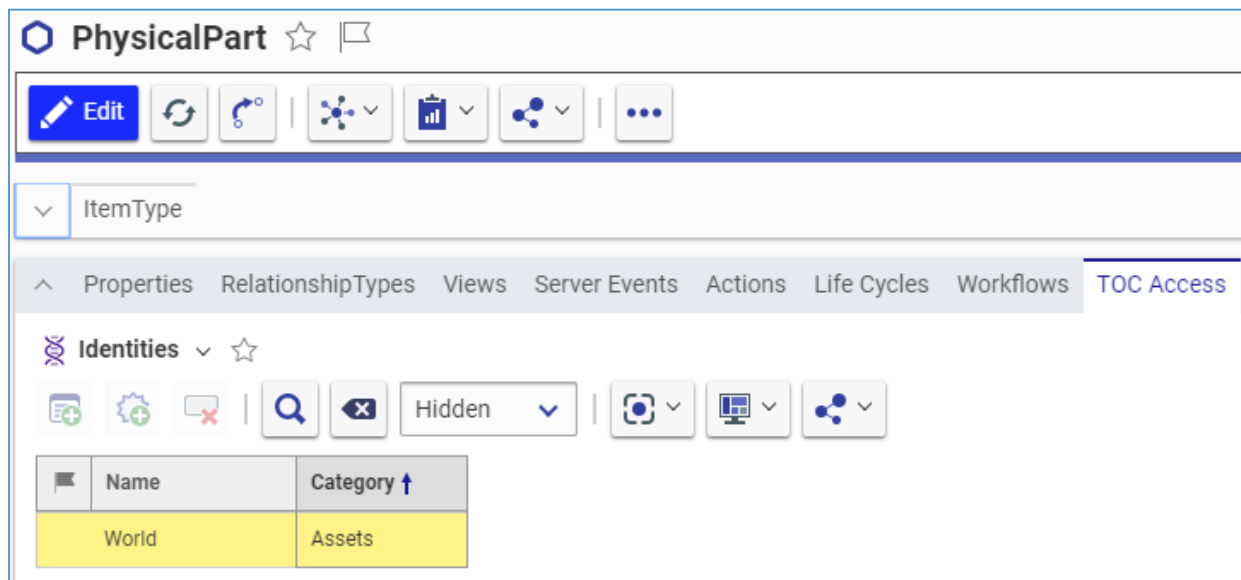 PhysicalPart
Edit
ItemType
Properties RelationshipTypes Views Server Events Actions Life Cycles Workflows TOC Access
Identities
Hidden
Name Category
World Assets